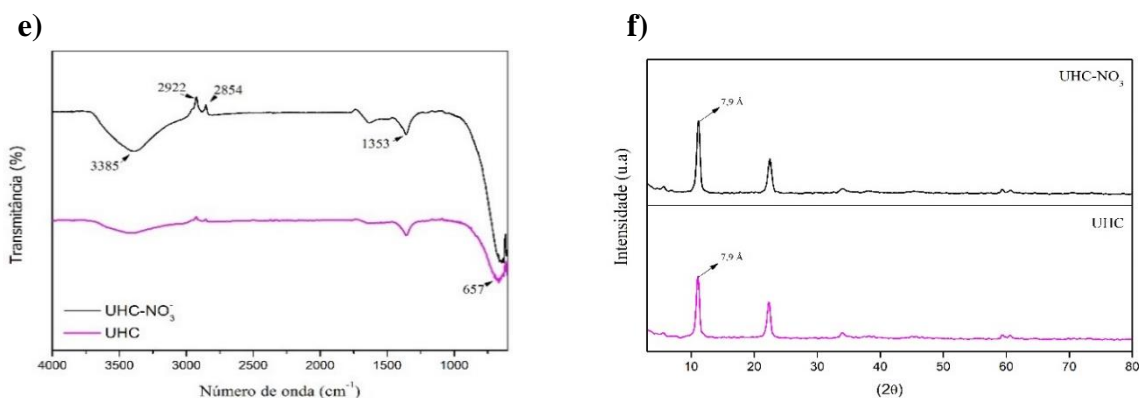 e)
2922
2854
3385
1353
657
Transmitância (%)
UHC-NO₃⁻
UHC
4000 3500 3000 2500 2000 1500 1000
Número de onda (cm⁻¹)
f)
UHC-NO₃
7,9 Å
UHC
7,9 Å
Intensidade (u.a)
10 20 30 40 50 60 70 80
(2θ)